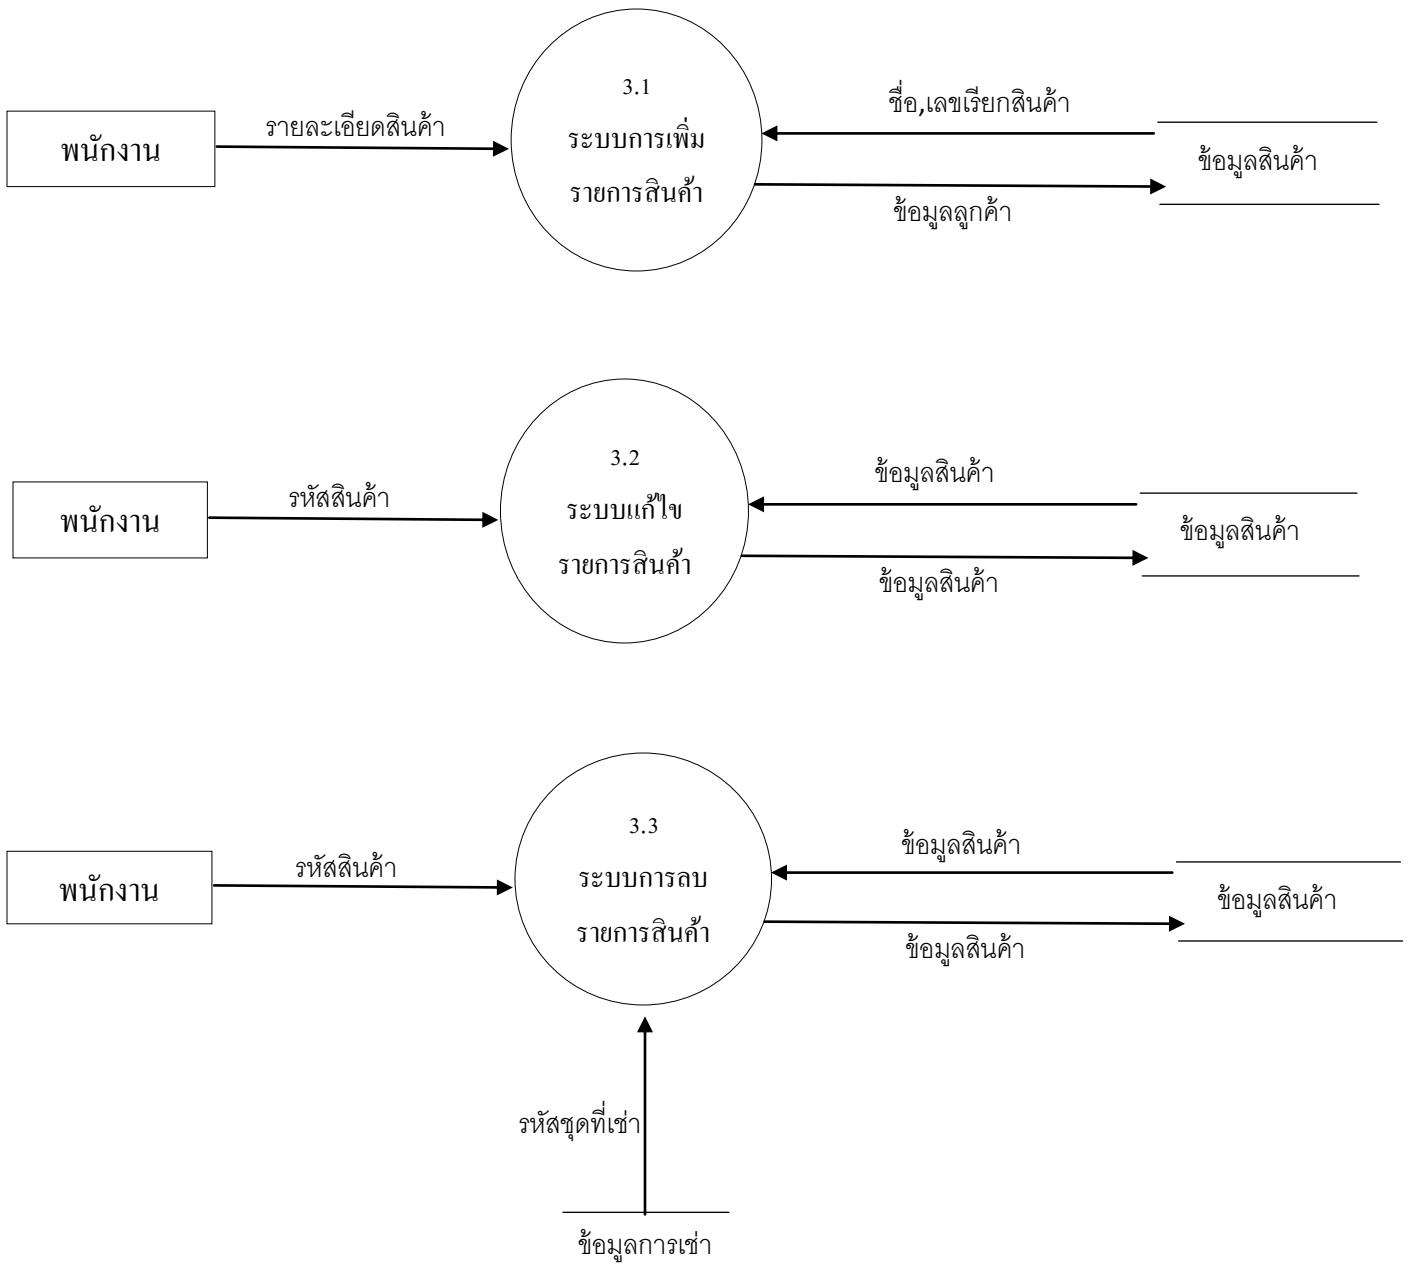 3.1
ระบบการเพิ่ม
รายการสินค้า
พนักงาน
รายละเอียดสินค้า
ชื่อ,เลขเรียกสินค้า
ข้อมูลสินค้า
ข้อมูลลูกค้า
3.2
ระบบแก้ไข
รายการสินค้า
พนักงาน
รหัสสินค้า
ข้อมูลสินค้า
ข้อมูลสินค้า
ข้อมูลสินค้า
3.3
ระบบการลบ
รายการสินค้า
พนักงาน
รหัสสินค้า
ข้อมูลสินค้า
ข้อมูลสินค้า
ข้อมูลสินค้า
รหัสชุดที่เช่า
ข้อมูลการเช่า